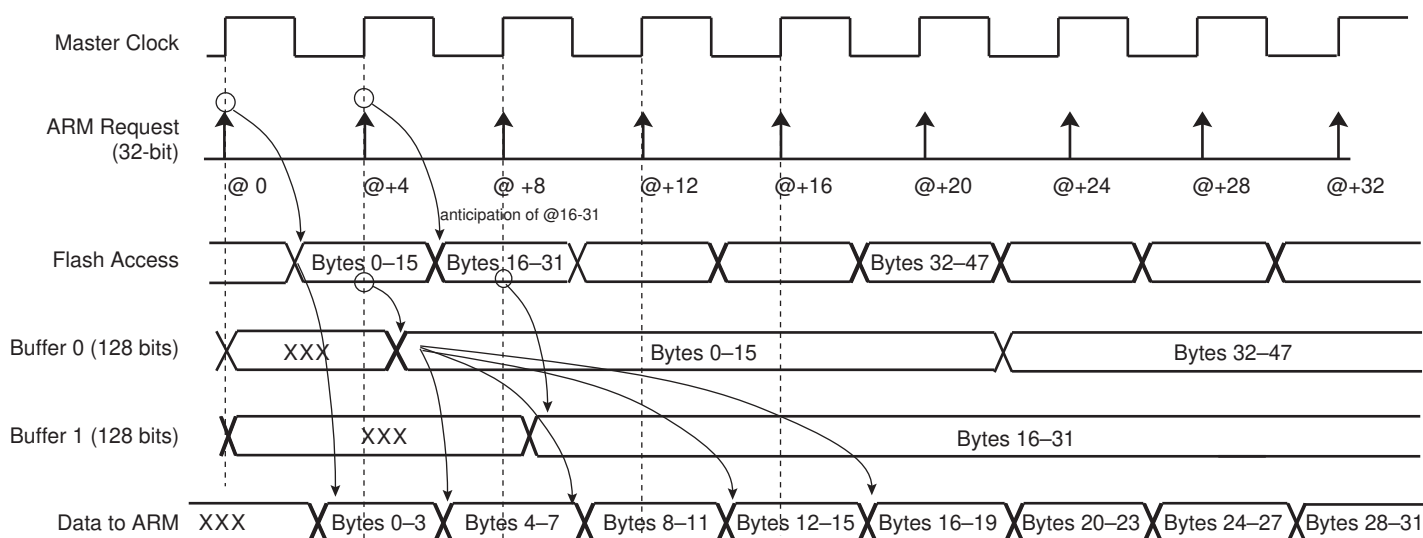 Master Clock
ARM Request
(32-bit)
@ 0 @+4 @ +8 @+12 @+16 @+20 @+24 @+28 @+32
anticipation of @16-31
Flash Access
Bytes 0–15 Bytes 16–31 Bytes 32–47
Buffer 0 (128 bits)
XXX Bytes 0–15 Bytes 32–47
Buffer 1 (128 bits)
XXX Bytes 16–31
Data to ARM
XXX Bytes 0–3 Bytes 4–7 Bytes 8–11 Bytes 12–15 Bytes 16–19 Bytes 20–23 Bytes 24–27 Bytes 28–31